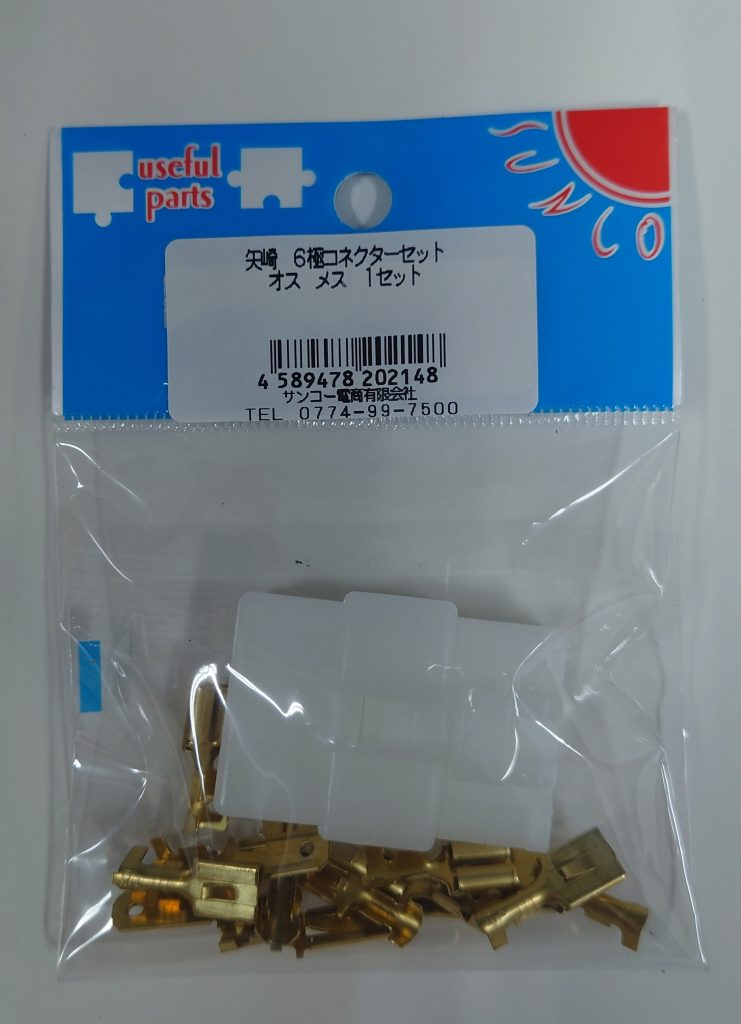 useful
parts
SUNCO
矢崎 6極コネクターセット
オス メス 1セット
4 589478 202148
サンコー電商有限会社
TEL 0774-99-7500